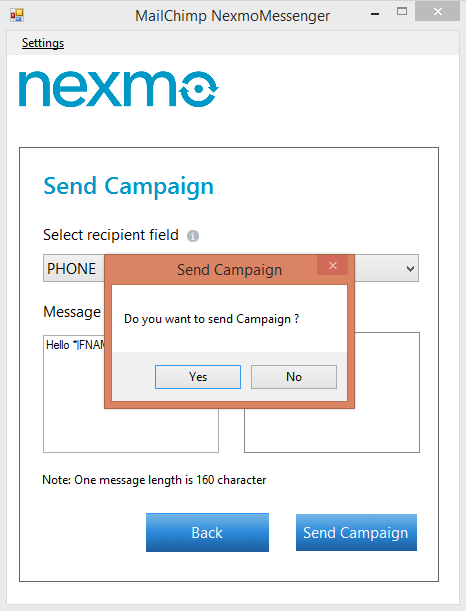 MailChimp NexmoMessenger
Settings
nexmo
Send Campaign
Select recipient field
PHONE
Send Campaign
Do you want to send Campaign ?
Yes No
Message
Hello *|FNAM
Note: One message length is 160 character
Back Send Campaign